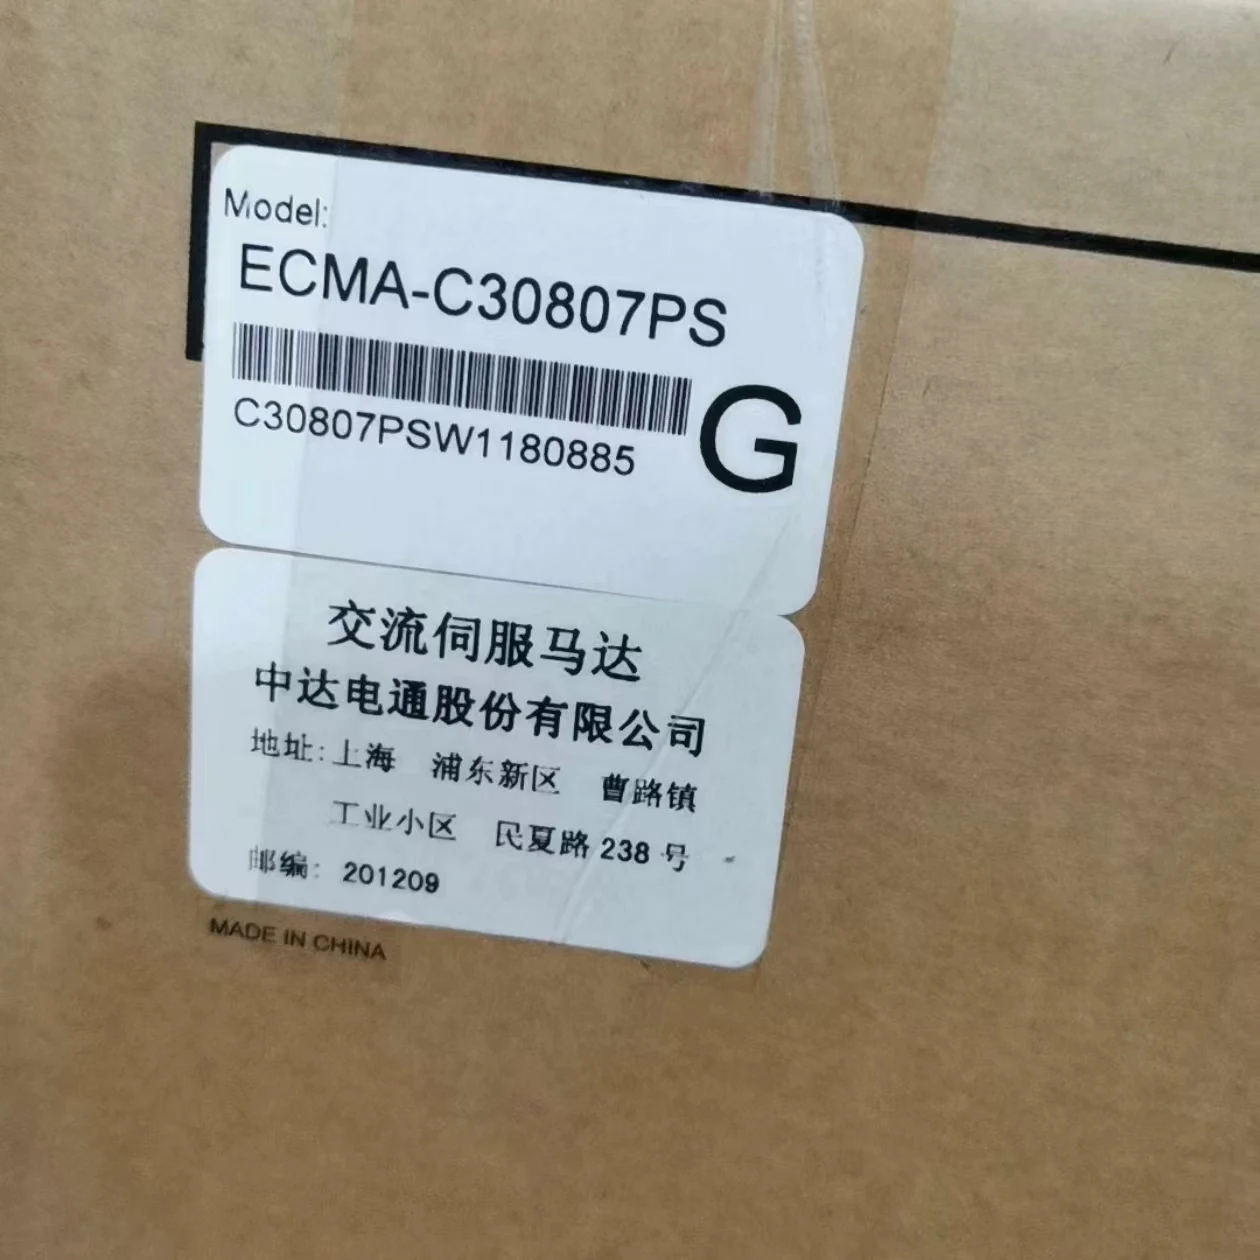 Model:
ECMA-C30807PS
C30807PSW1180885
G
交流伺服马达
中达电通股份有限公司
地址: 上海 浦东新区 曹路镇
工业小区 民夏路 238 号
邮编: 201209
MADE IN CHINA